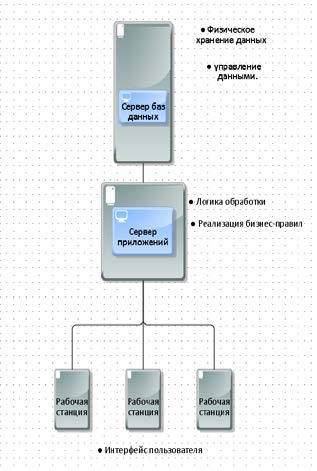 ● Физическое
хранение данных
● управление
данными.
Сервер баз
данных
● Логика обработки
● Реализация бизнес-правил
Сервер
приложений
Рабочая
станция
Рабочая
станция
Рабочая
станция
● Интерфейс пользователя